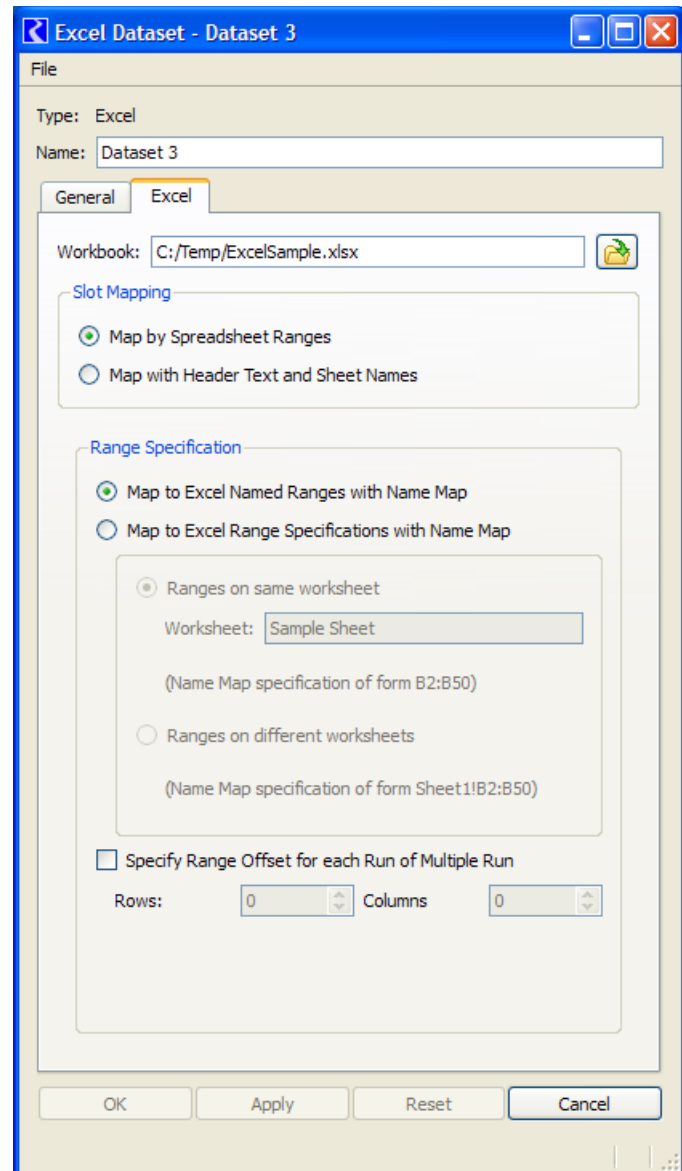 Excel Dataset - Dataset 3
File
Type: Excel
Name: Dataset 3
General Excel
Workbook: C:/Temp/ExcelSample.xlsx
Slot Mapping
Map by Spreadsheet Ranges
Map with Header Text and Sheet Names
Range Specification
Map to Excel Named Ranges with Name Map
Map to Excel Range Specifications with Name Map
Ranges on same worksheet
Worksheet: Sample Sheet
(Name Map specification of form B2:B50)
Ranges on different worksheets
(Name Map specification of form Sheet1!B2:B50)
Specify Range Offset for each Run of Multiple Run
Rows: 0 Columns 0
OK Apply Reset Cancel